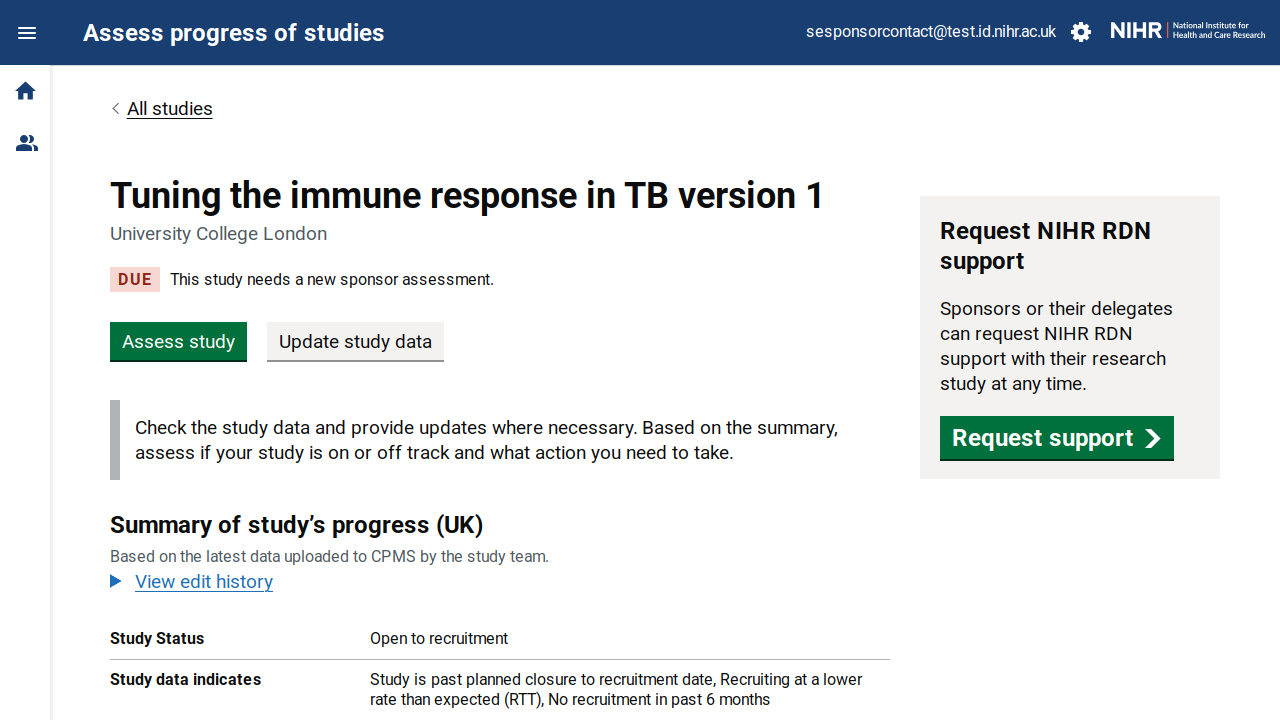 Assess progress of studies
sesponsorcontact@test.id.nihr.ac.uk
NIHR
National Institute for
Health and Care Research
All studies
Tuning the immune response in TB version 1
University College London
DUE This study needs a new sponsor assessment.
Assess study
Update study data
Check the study data and provide updates where necessary. Based on the summary,
assess if your study is on or off track and what action you need to take.
Request NIHR RDN
support
Sponsors or their delegates
can request NIHR RDN
support with their research
study at any time.
Request support
Summary of study’s progress (UK)
Based on the latest data uploaded to CPMS by the study team.
View edit history
Study Status Open to recruitment
Study data indicates Study is past planned closure to recruitment date, Recruiting at a lower
rate than expected (RTT), No recruitment in past 6 months